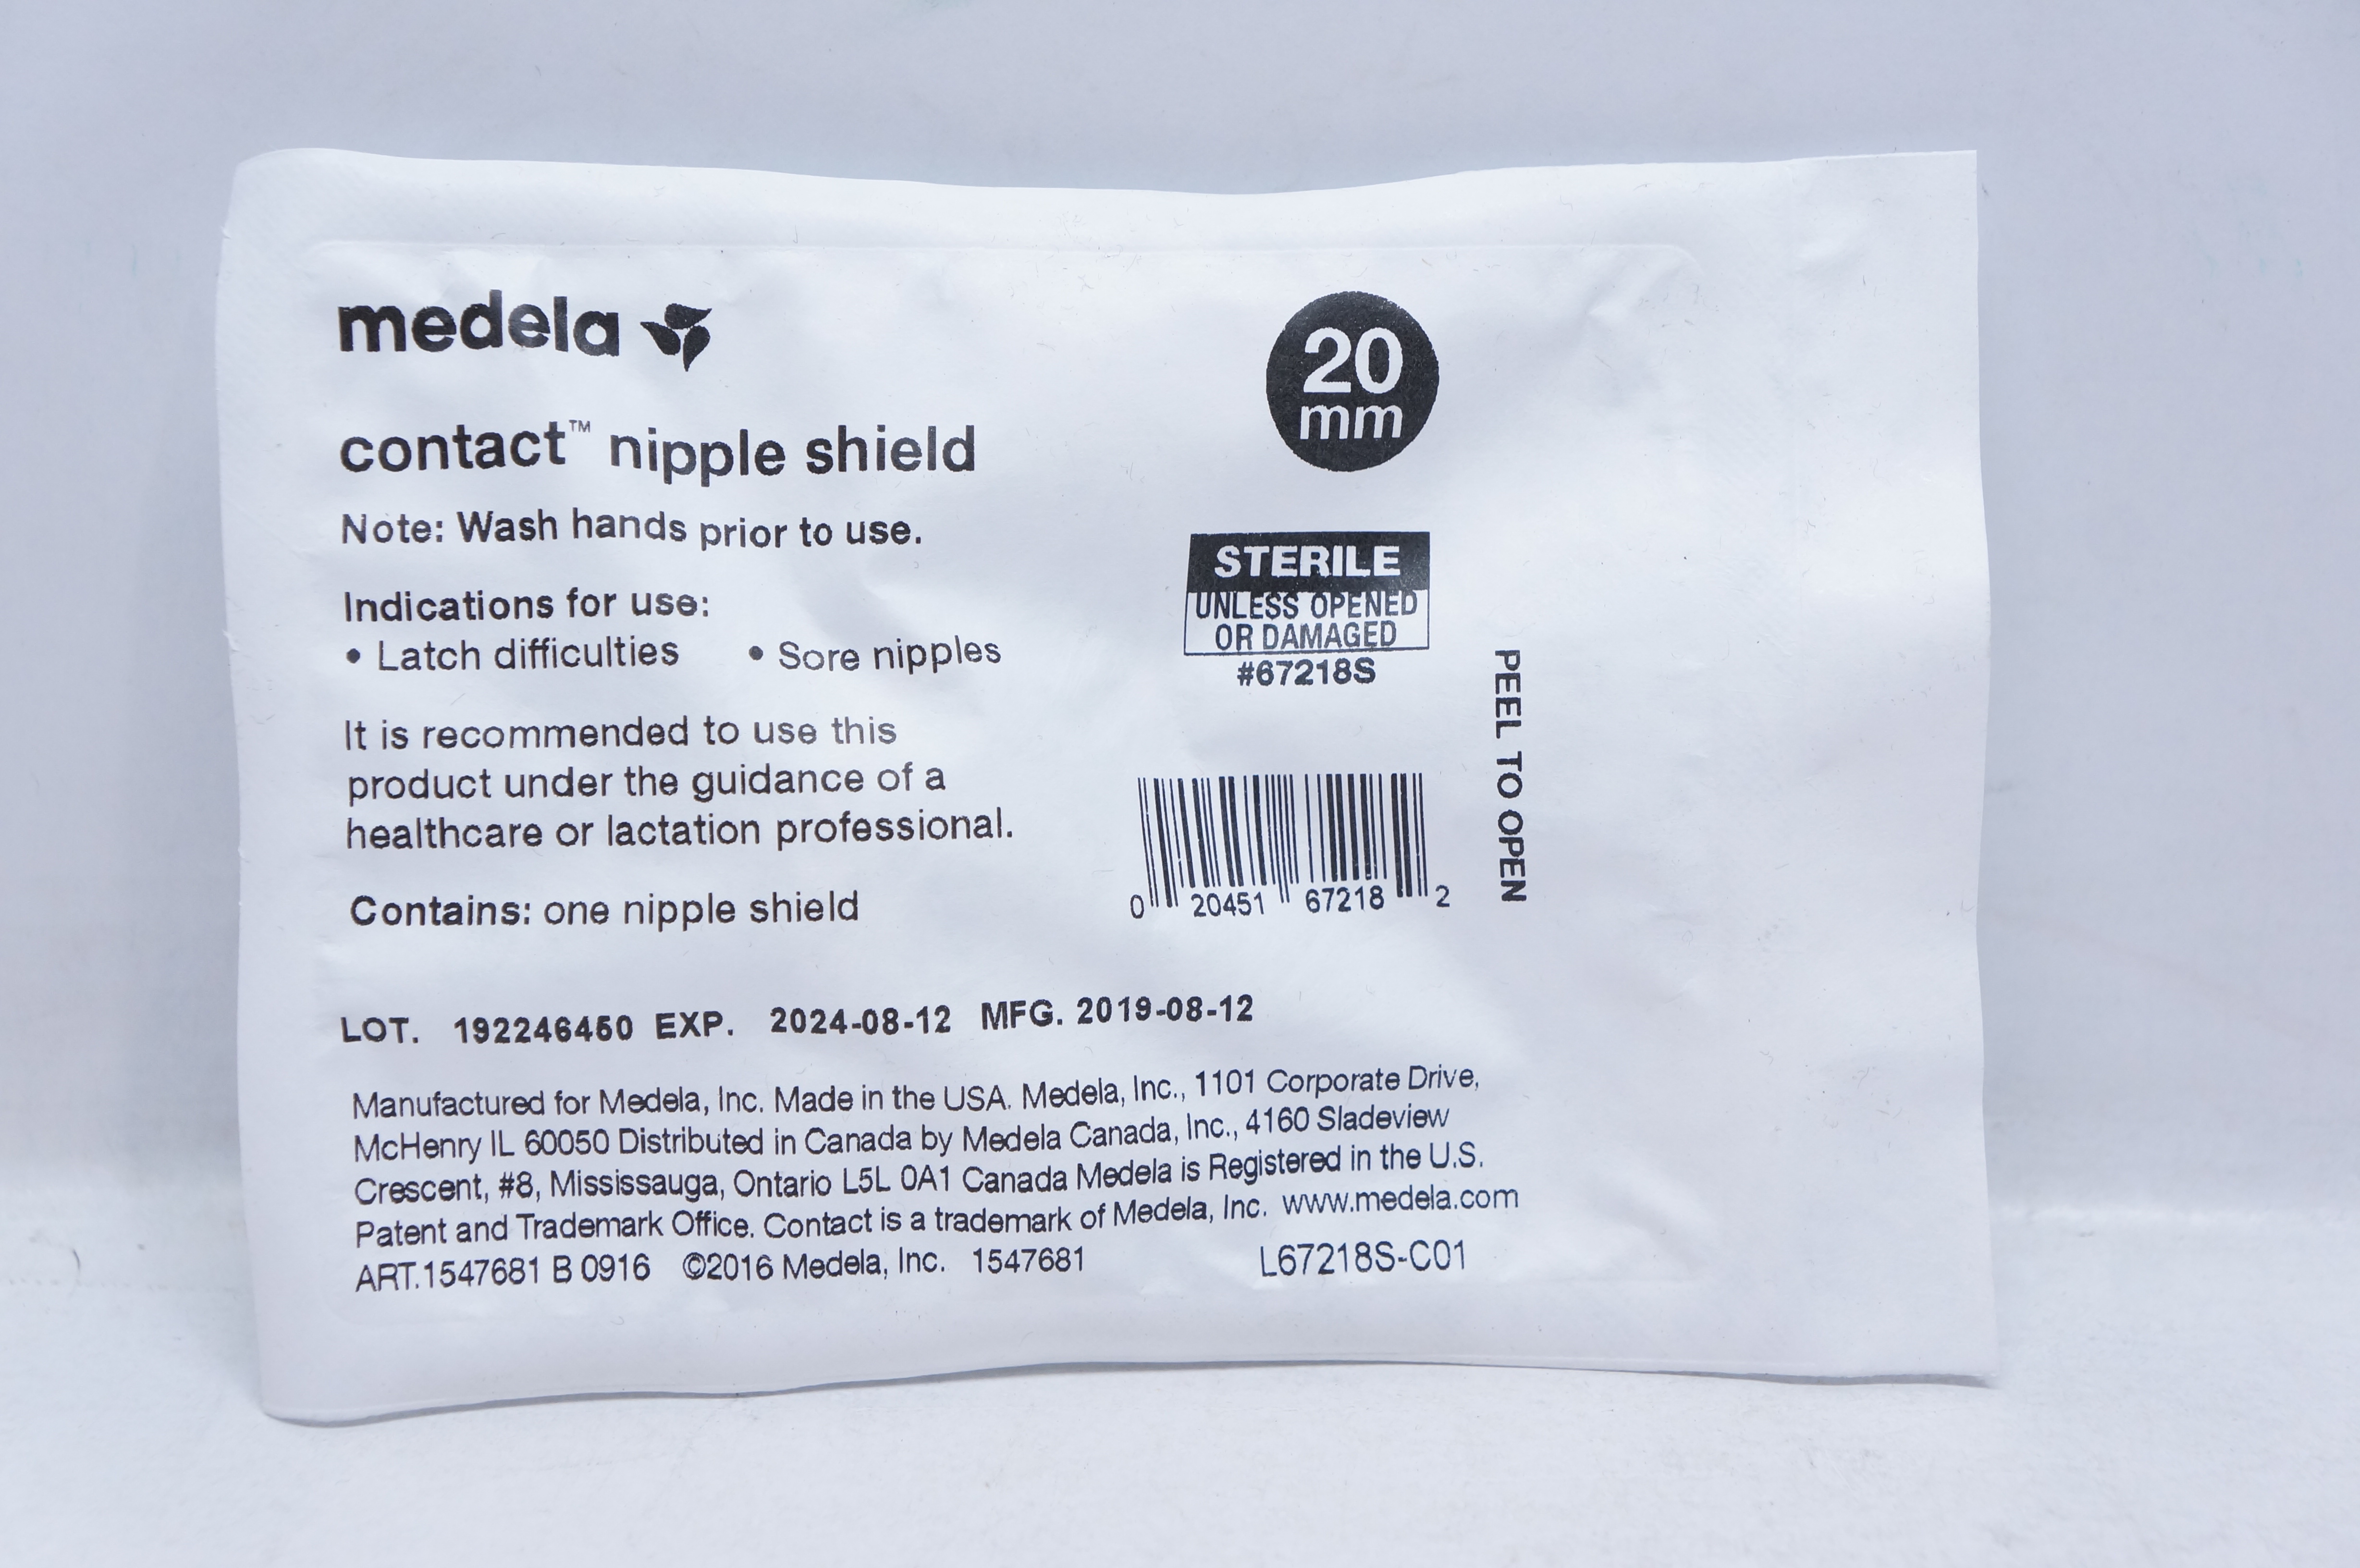 medela
20
mm
contact™ nipple shield
Note: Wash hands prior to use.
Indications for use:
• Latch difficulties • Sore nipples
It is recommended to use this
product under the guidance of a
healthcare or lactation professional.
Contains: one nipple shield
STERILE
UNLESS OPENED
OR DAMAGED
#67218S
0 20451 67218 2
PEEL TO OPEN
LOT. 192246450 EXP. 2024-08-12 MFG. 2019-08-12
Manufactured for Medela, Inc. Made in the USA. Medela, Inc., 1101 Corporate Drive,
McHenry IL 60050 Distributed in Canada by Medela Canada, Inc., 4160 Sladeview
Crescent, #8, Mississauga, Ontario L5L 0A1 Canada Medela is Registered in the U.S.
Patent and Trademark Office. Contact is a trademark of Medela, Inc. www.medela.com
ART.1547681 B 0916 ©2016 Medela, Inc. 1547681 L67218S-C01